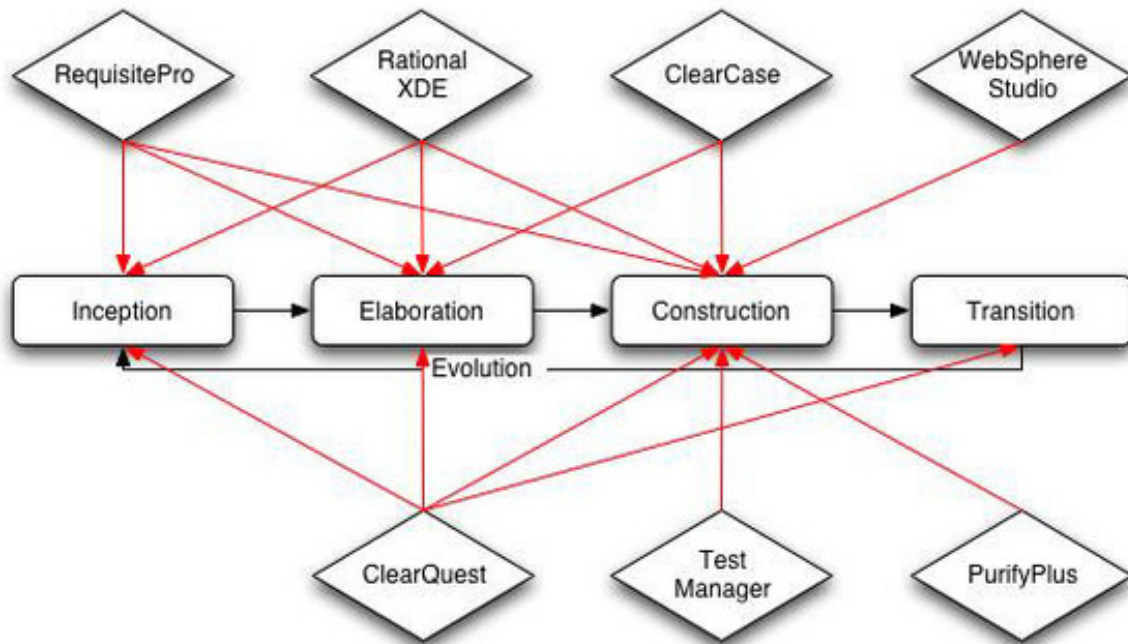 RequisitePro
Rational
XDE
ClearCase
WebSphere
Studio
Inception
Elaboration
Construction
Transition
Evolution
ClearQuest
Test
Manager
PurifyPlus